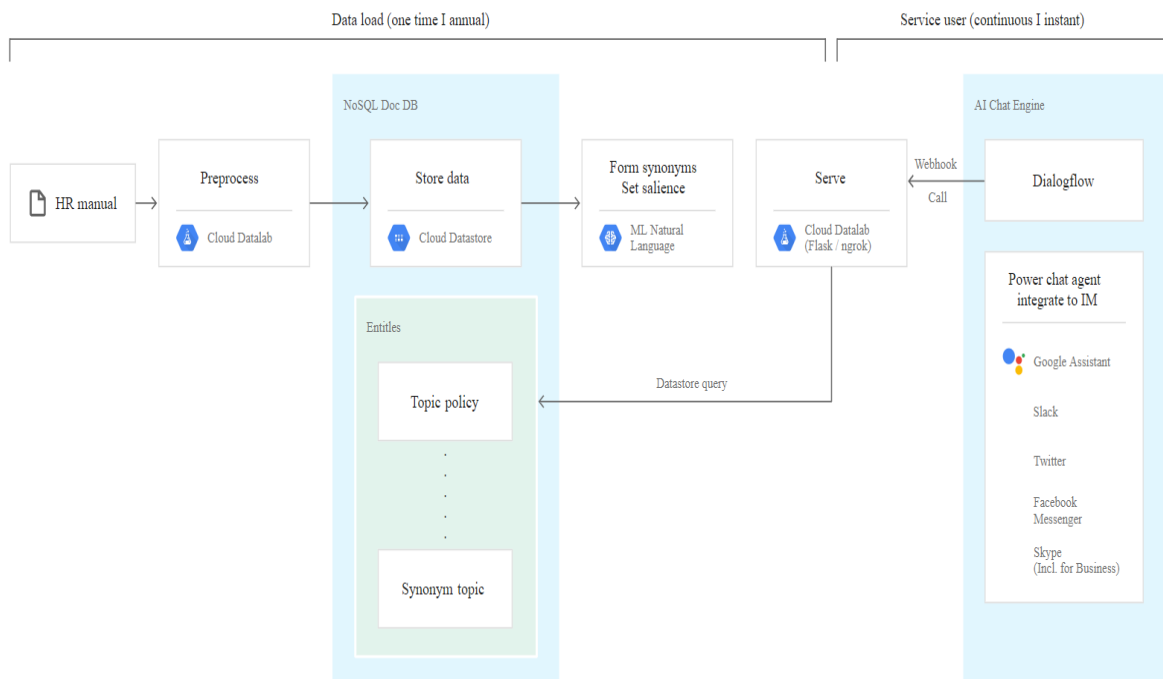 Data load (one time I annual)
Service user (continuous I instant)
NoSQL Doc DB
AI Chat Engine
HR manual
Preprocess
Cloud Datalab
Store data
Cloud Datastore
Form synonyms
Set salience
ML Natural
Language
Serve
Cloud Datalab
(Flask / ngrok)
Webhook
Call
Dialogflow
Entitles
Topic policy
Synonym topic
Datastore query
Power chat agent
integrate to IM
Google Assistant
Slack
Twitter
Facebook
Messenger
Skype
(Incl. for Business)